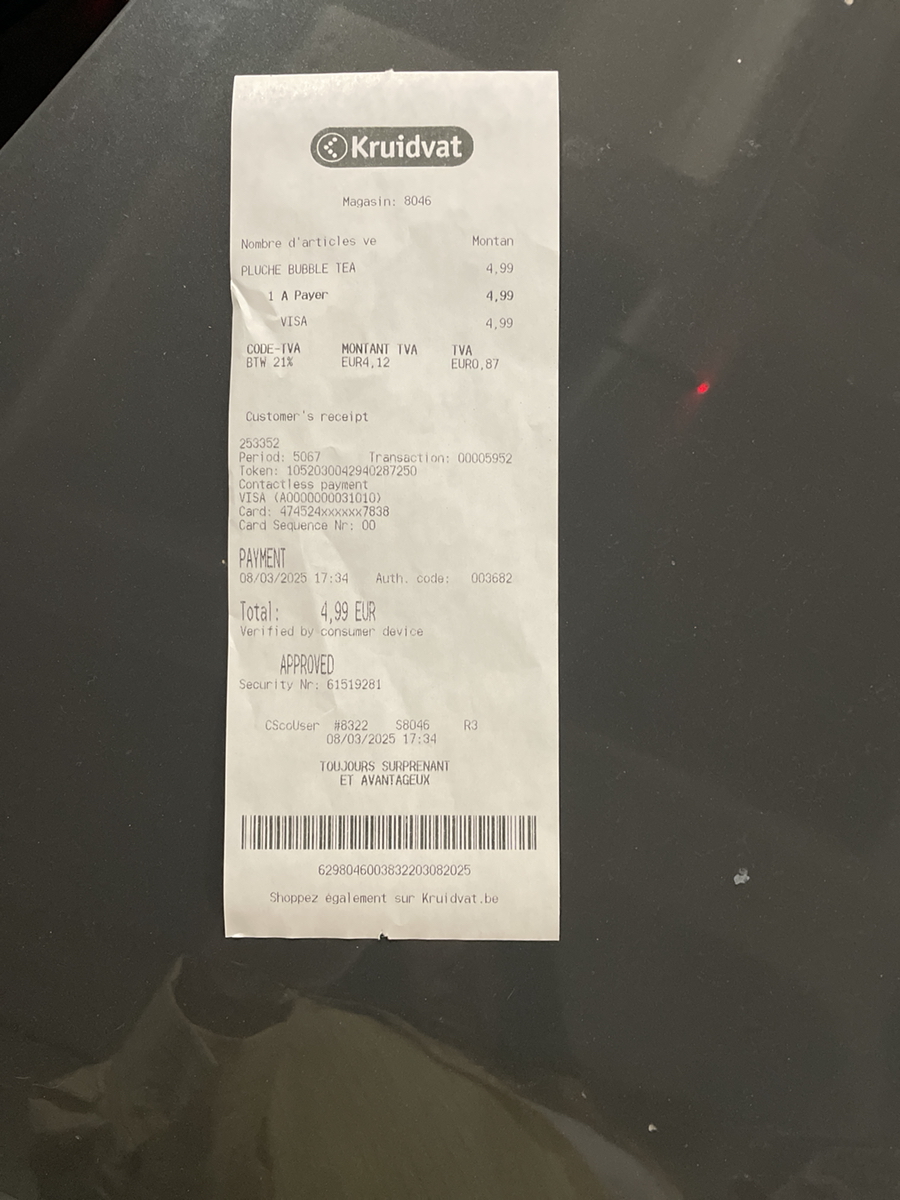 Kruidvat
Magasin: 8046
Nombre d'articles ve Montan
PLUCHE BUBBLE TEA 4,99
1 A Payer 4,99
VISA 4,99
CODE-TVA MONTANT TVA TVA
BTW 21% EUR4,12 EUR0,87
Customer's receipt
253352
Period: 5067 Transaction: 00005952
Token: 1052030042940287250
Contactless payment
VISA (A0000000031010)
Card: 474524xxxxxx7838
Card Sequence Nr: 00
PAYMENT
08/03/2025 17:34 Auth. code: 003682
Total: 4,99 EUR
Verified by consumer device
APPROVED
Security Nr: 61519281
CScoUser #8322 S8046 R3
08/03/2025 17:34
TOUJOURS SURPRENANT
ET AVANTAGEUX
6298046003832203082025
Shoppez également sur Kruidvat.be